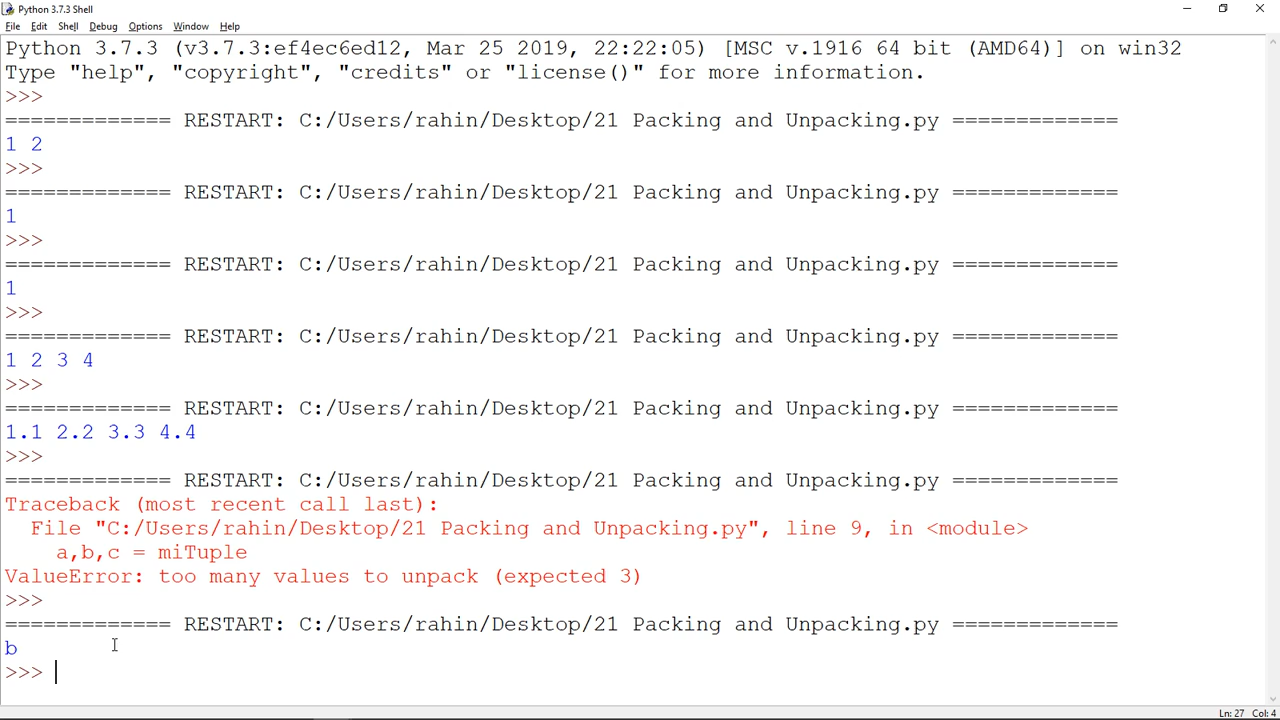 Python 3.7.3 Shell
File Edit Shell Debug Options Window Help
Python 3.7.3 (v3.7.3:ef4ec6ed12, Mar 25 2019, 22:22:05) [MSC v.1916 64 bit (AMD64)] on win32
Type "help", "copyright", "credits" or "license()" for more information.
>>>
============= RESTART: C:/Users/rahin/Desktop/21 Packing and Unpacking.py =============
1 2
>>>
============= RESTART: C:/Users/rahin/Desktop/21 Packing and Unpacking.py =============
1
>>>
============= RESTART: C:/Users/rahin/Desktop/21 Packing and Unpacking.py =============
1
>>>
============= RESTART: C:/Users/rahin/Desktop/21 Packing and Unpacking.py =============
1 2 3 4
>>>
============= RESTART: C:/Users/rahin/Desktop/21 Packing and Unpacking.py =============
1.1 2.2 3.3 4.4
>>>
============= RESTART: C:/Users/rahin/Desktop/21 Packing and Unpacking.py =============
Traceback (most recent call last):
  File "C:/Users/rahin/Desktop/21 Packing and Unpacking.py", line 9, in <module>
    a,b,c = miTuple
ValueError: too many values to unpack (expected 3)
>>>
============= RESTART: C:/Users/rahin/Desktop/21 Packing and Unpacking.py =============
b
>>>
Ln: 27 Col: 4